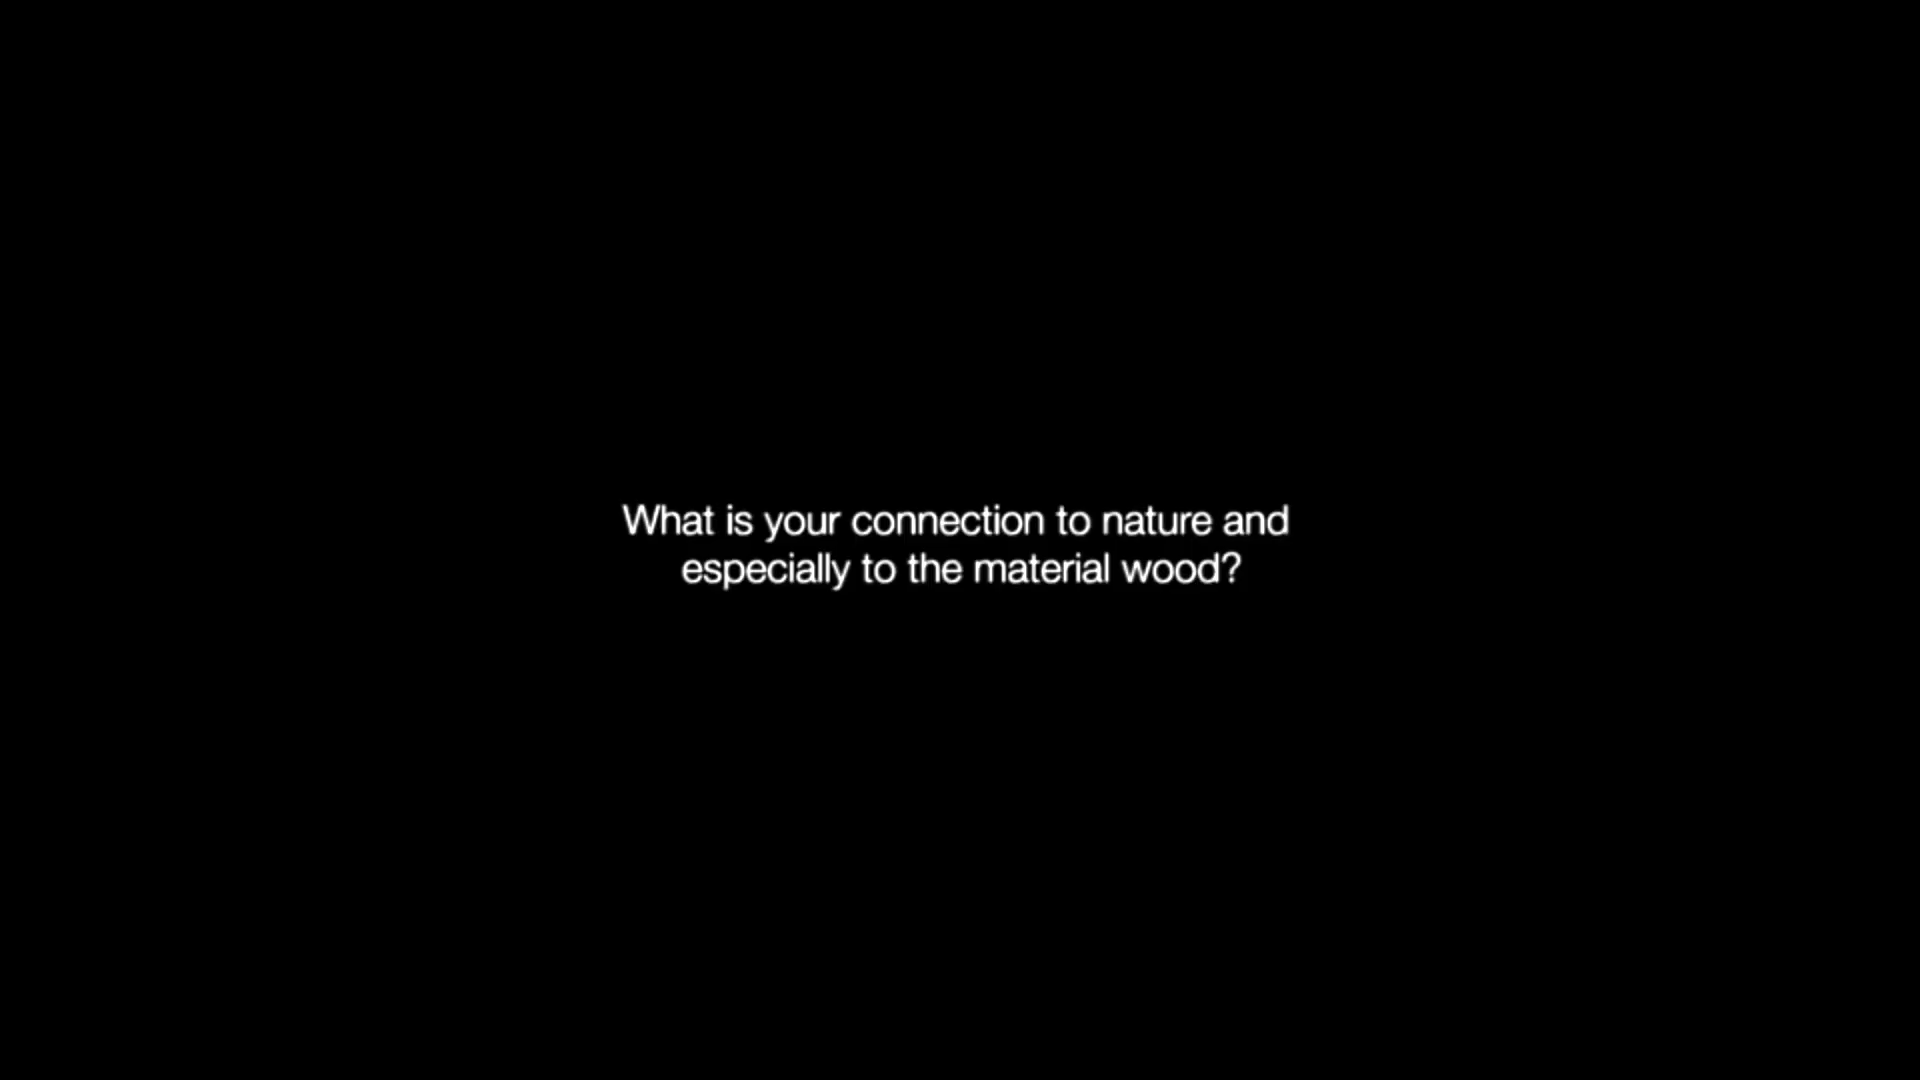 What is your connection to nature and
especially to the material wood?